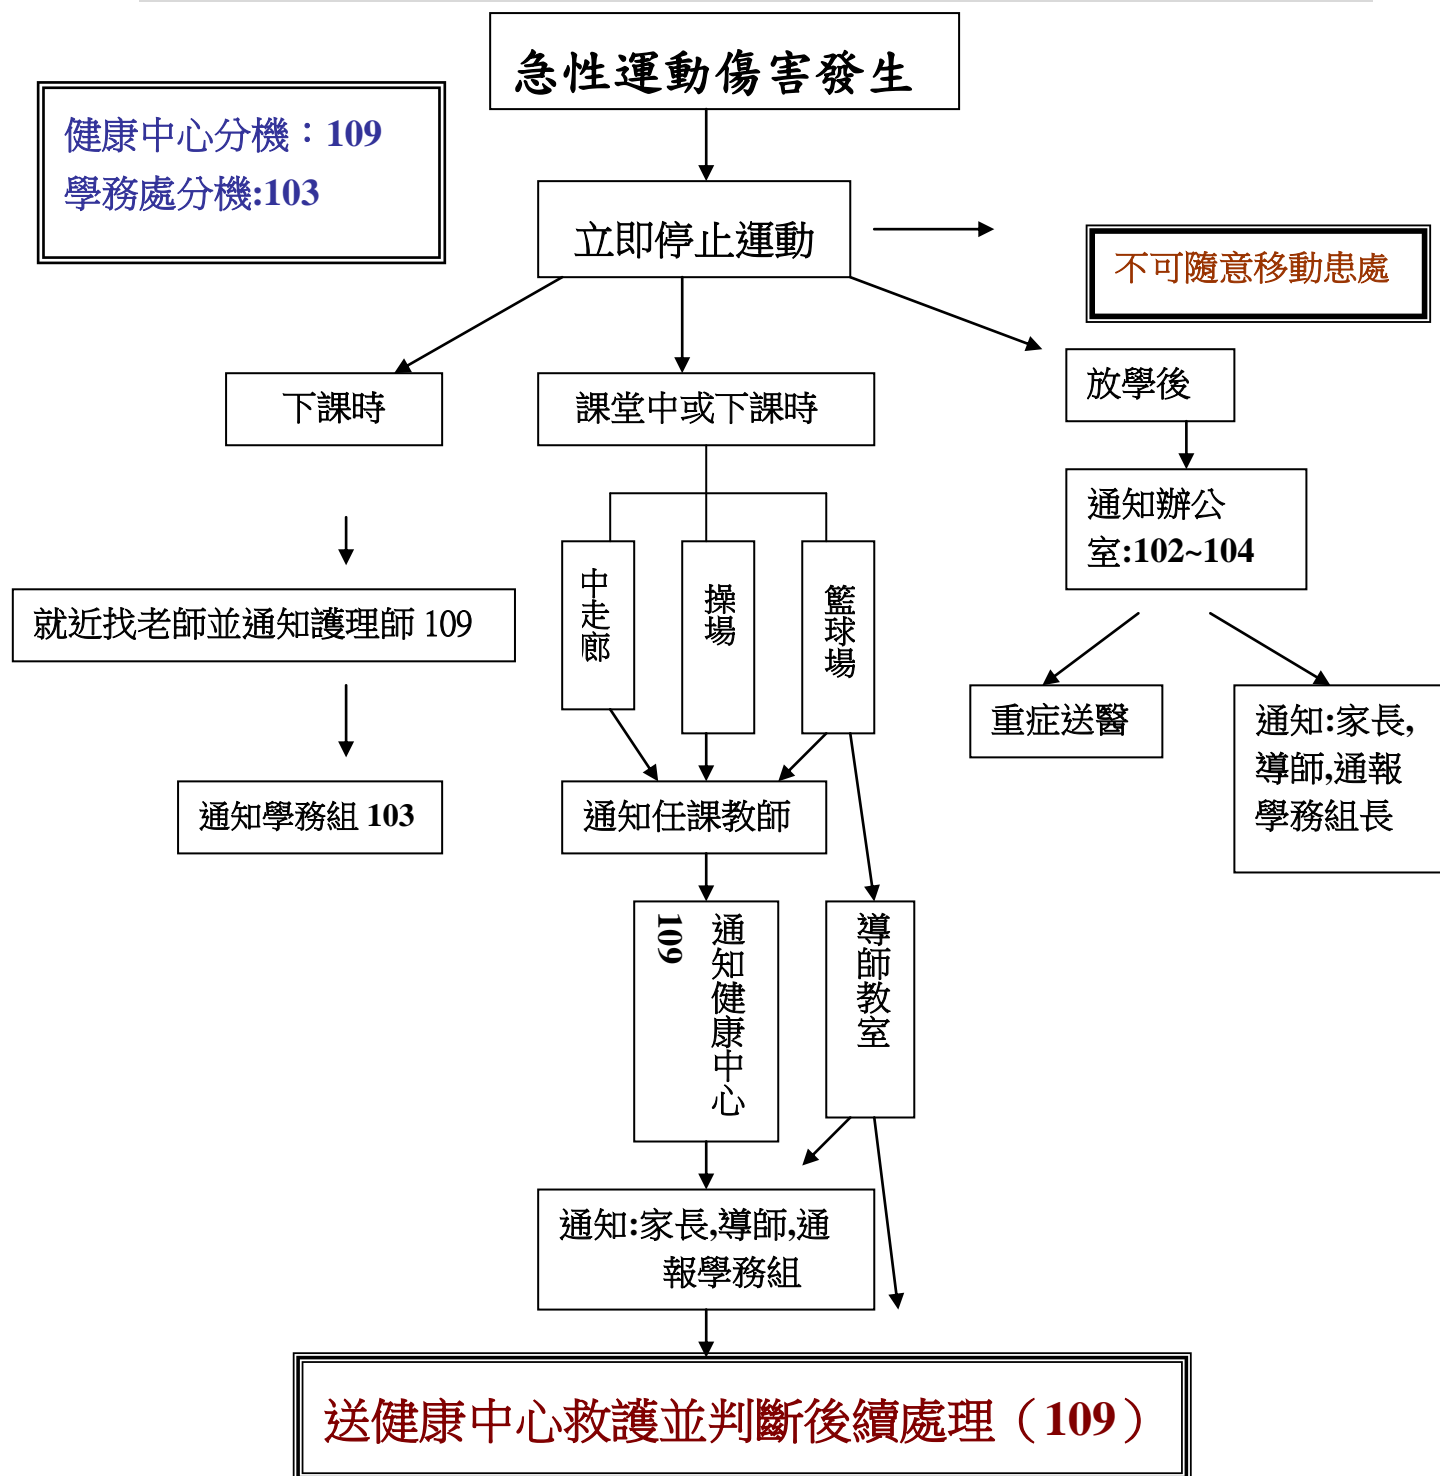 急性運動傷害發生
健康中心分機：109
學務處分機:103
立即停止運動
不可隨意移動患處
下課時
課堂中或下課時
放學後
通知辦公
室:102~104
就近找老師並通知護理師 109
中走廊
操場
籃球場
重症送醫
通知:家長,
導師,通報
學務組長
通知學務組 103
通知任課教師
通知健康中心
109
導師教室
通知:家長,導師,通
報學務組
送健康中心救護並判斷後續處理（109）